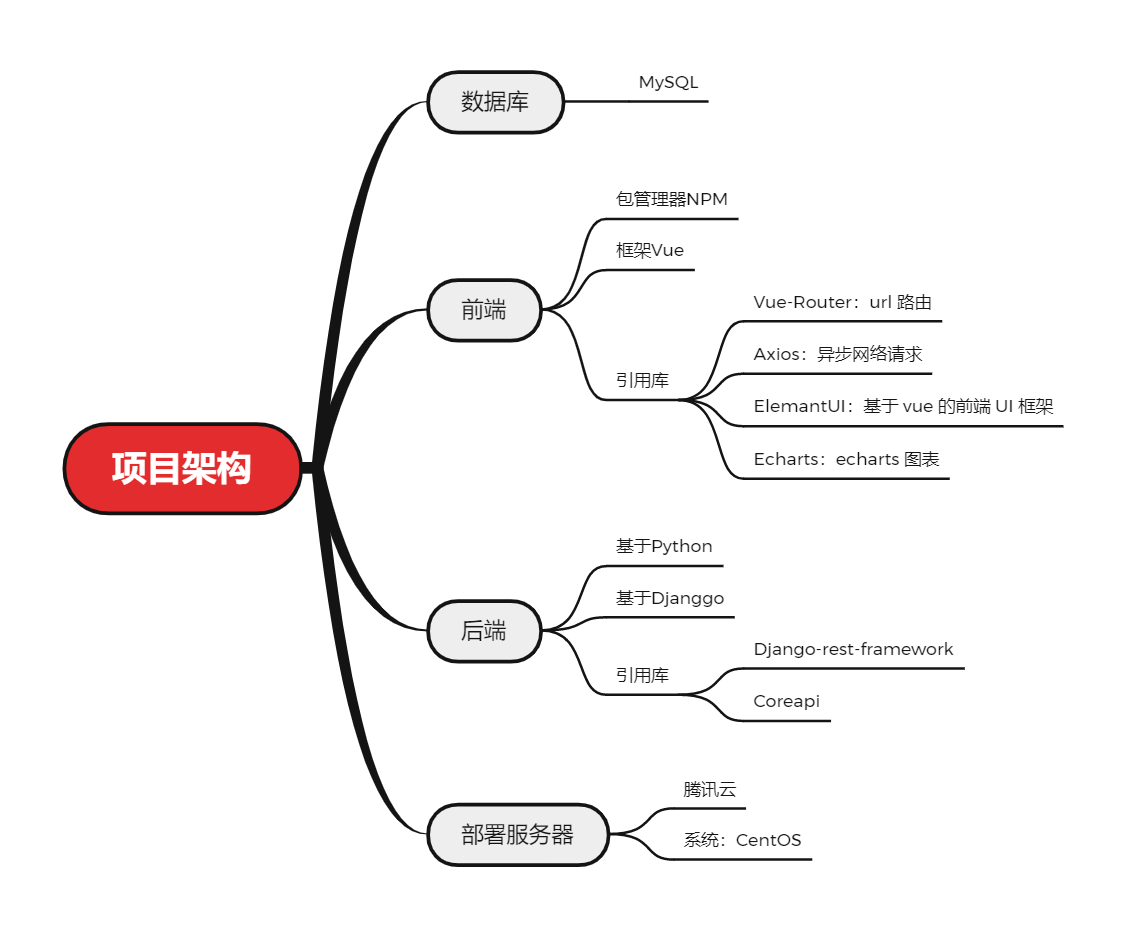 项目架构
数据库
MySQL
前端
包管理器NPM
框架Vue
引用库
Vue-Router：url 路由
Axios：异步网络请求
ElemantUI：基于 vue 的前端 UI 框架
Echarts：echarts 图表
后端
基于Python
基于Djanggo
引用库
Django-rest-framework
Coreapi
部署服务器
腾讯云
系统：CentOS